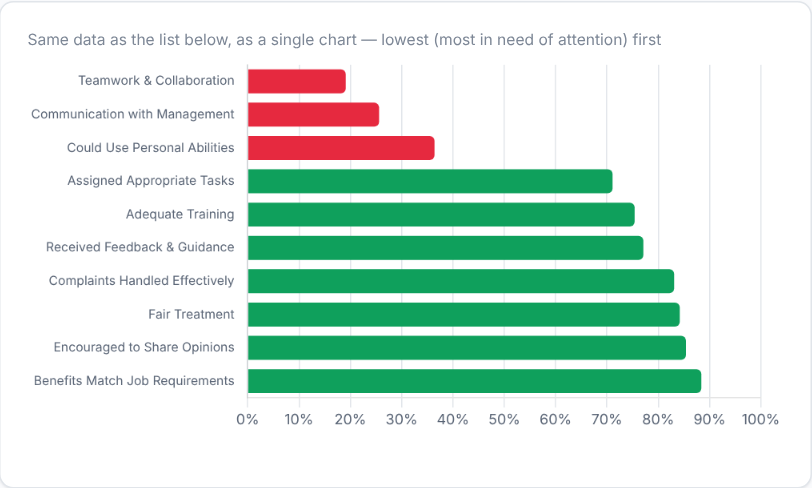 Same data as the list below, as a single chart — lowest (most in need of attention) first
Teamwork & Collaboration
Communication with Management
Could Use Personal Abilities
Assigned Appropriate Tasks
Adequate Training
Received Feedback & Guidance
Complaints Handled Effectively
Fair Treatment
Encouraged to Share Opinions
Benefits Match Job Requirements
0% 10% 20% 30% 40% 50% 60% 70% 80% 90% 100%